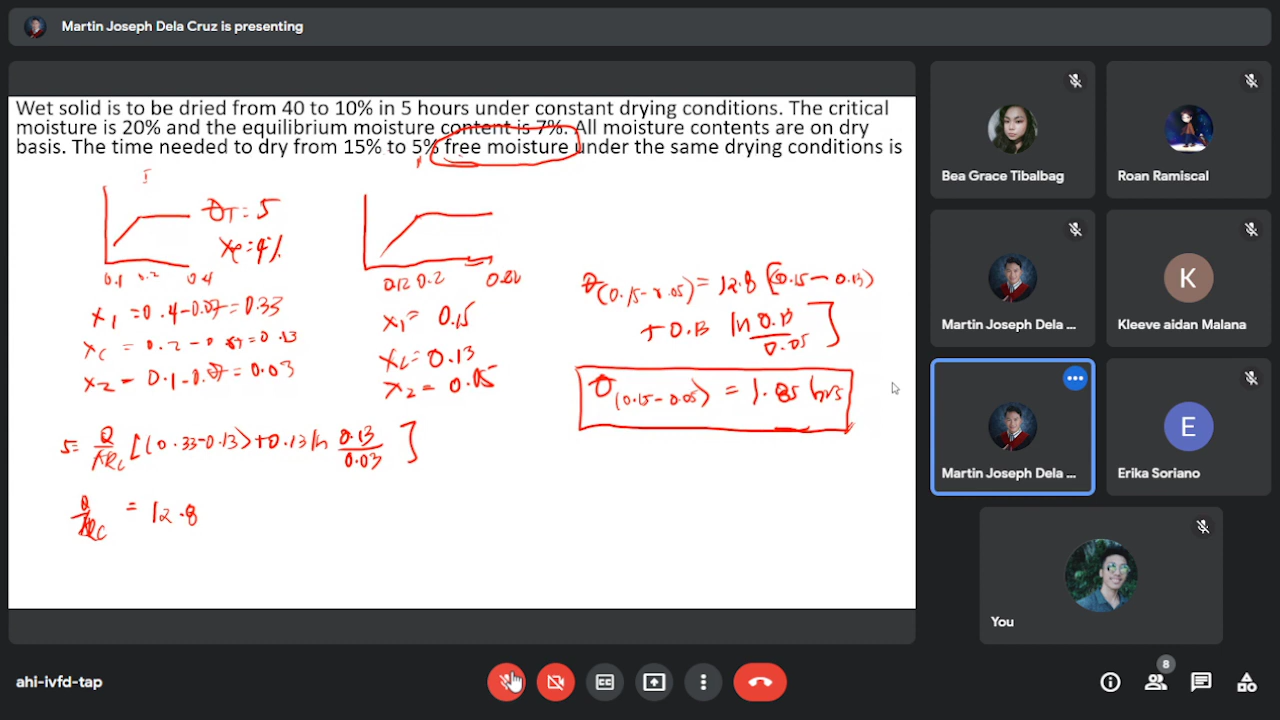 Martin Joseph Dela Cruz is presenting
Wet solid is to be dried from 40 to 10% in 5 hours under constant drying conditions. The critical
moisture is 20% and the equilibrium moisture content is 7%. All moisture contents are on dry
basis. The time needed to dry from 15% to 5% free moisture under the same drying conditions is
I
θT = 5
0.1 0.2 0.4
x1 = 0.4-0.07 = 0.33
xc = 0.2 - 0.07 = 0.13
x2 = 0.1-0.07 = 0.03
5 = Q/ARc [(0.33-0.13)+0.13 ln 0.13/0.03]
Q/ARc = 12.8
0.12 0.2
x1 = 0.15
xc = 0.13
x2 = 0.05
θ(0.15-0.05) = 12.8 [(0.15 - 0.13)
+ 0.13 ln 0.13/0.05]
θ(0.15-0.05) = 1.85 hrs
Bea Grace Tibalbag
Roan Ramiscal
Martin Joseph Dela ...
K
Kleeve aidan Malana
Martin Joseph Dela ...
E
Erika Soriano
You
ahi-ivfd-tap
CC
8